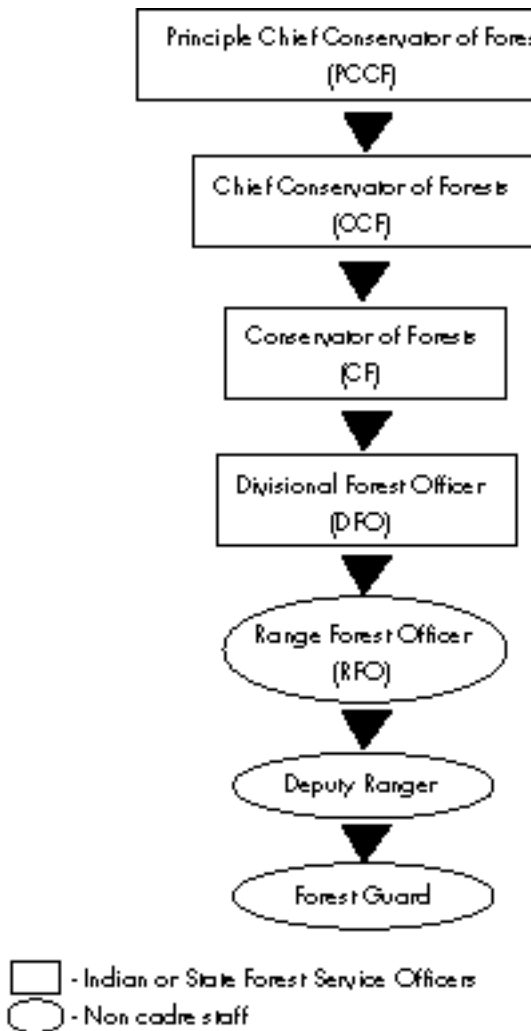 Principle Chief Conservator of Fores
(PCCF)
Chief Conservator of Forests
(CCF)
Conservator of Forests
(CF)
Divisional Forest Officer
(DFO)
Range Forest Officer
(RFO)
Deputy Ranger
Forest Guard
- Indian or State Forest Service Officers
- Non cadre staff